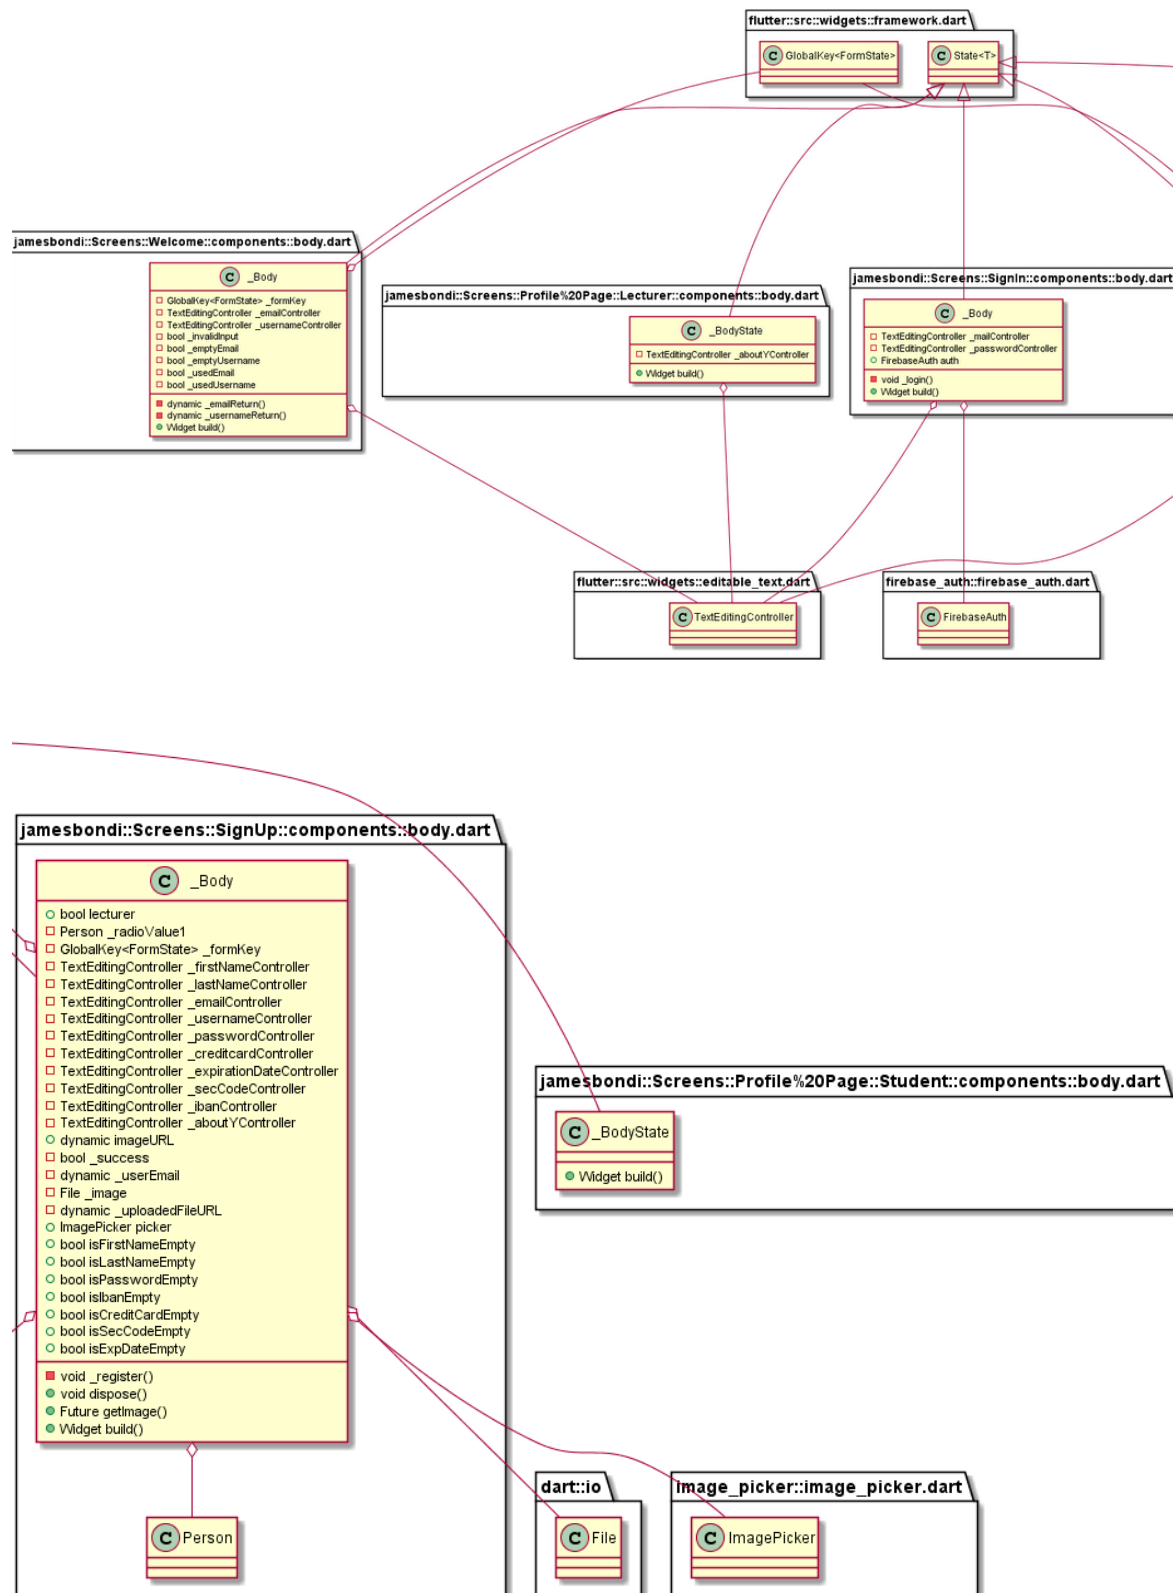 flutter::src::widgets::framework.dart
C GlobalKey<FormState>
C State<T>
jamesbondi::Screens::Welcome::components::body.dart
C _Body
GlobalKey<FormState> _formKey
TextEditingController _emailController
TextEditingController _usernameController
bool _invalidInput
bool _emptyEmail
bool _emptyUsername
bool _usedEmail
bool _usedUsername
dynamic _emailReturn()
dynamic _usernameReturn()
Widget build()
jamesbondi::Screens::Profile%20Page::Lecturer::components::body.dart
C _BodyState
TextEditingController _aboutYController
Widget build()
jamesbondi::Screens::SignIn::components::body.dart
C _Body
TextEditingController _mailController
TextEditingController _passwordController
FirebaseAuth auth
void _login()
Widget build()
flutter::src::widgets::editable_text.dart
C TextEditingController
firebase_auth::firebase_auth.dart
C FirebaseAuth
jamesbondi::Screens::SignUp::components::body.dart
C _Body
bool lecturer
Person _radioValue1
GlobalKey<FormState> _formKey
TextEditingController _firstNameController
TextEditingController _lastNameController
TextEditingController _emailController
TextEditingController _usernameController
TextEditingController _passwordController
TextEditingController _creditcardController
TextEditingController _expirationDateController
TextEditingController _secCodeController
TextEditingController _ibanController
TextEditingController _aboutYController
dynamic imageURL
bool _success
dynamic _userEmail
File _image
dynamic _uploadedFileURL
ImagePicker picker
bool isFirstNameEmpty
bool isLastNameEmpty
bool isPasswordEmpty
bool isIbanEmpty
bool isCreditCardEmpty
bool isSecCodeEmpty
bool isExpDateEmpty
void _register()
void dispose()
Future getImage()
Widget build()
C Person
jamesbondi::Screens::Profile%20Page::Student::components::body.dart
C _BodyState
Widget build()
dart::io
C File
image_picker::image_picker.dart
C ImagePicker